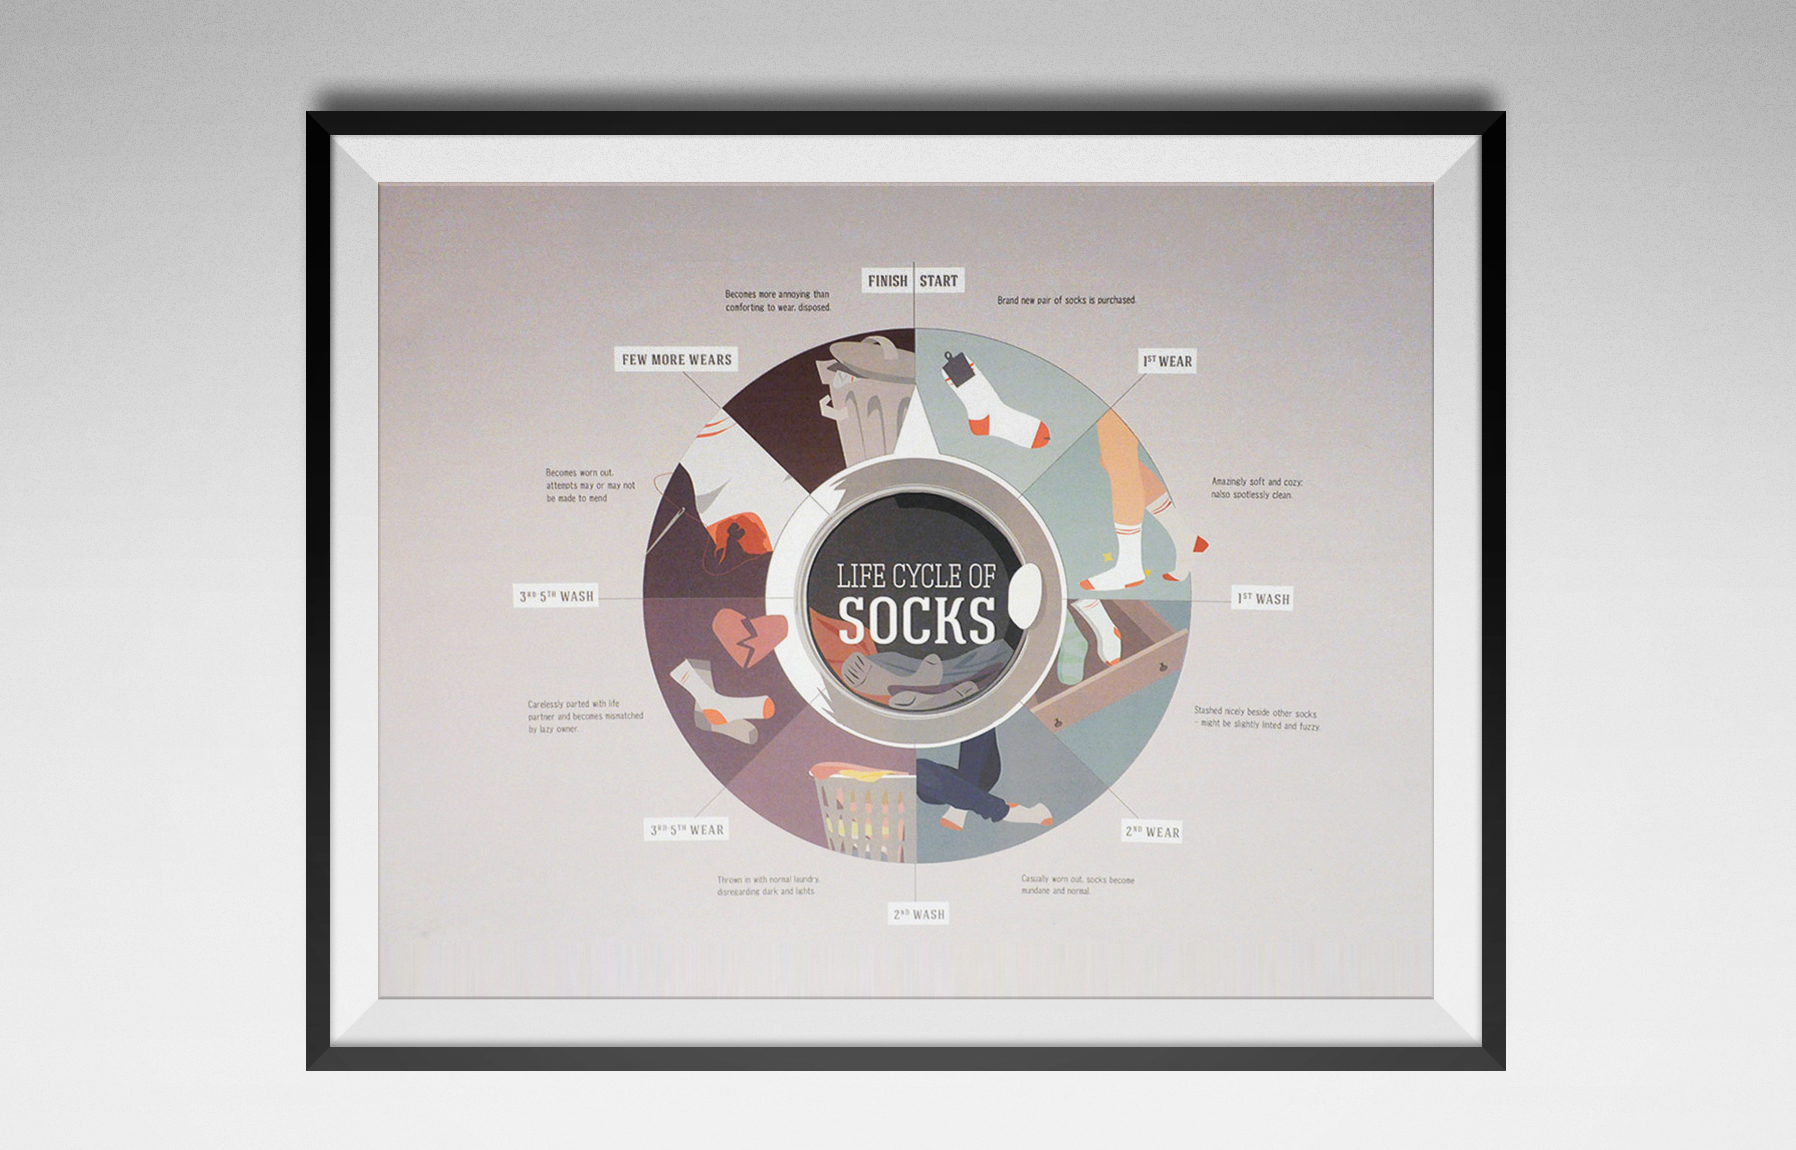 FINISH START
Brand new pair of socks is purchased.
1ST WEAR
Amazingly soft and cozy;
nalso spotlessly clean.
1ST WASH
Stashed nicely beside other socks
- might be slightly linted and fuzzy.
2ND WEAR
Casually worn out, socks become
mundane and normal.
2ND WASH
Thrown in with normal laundry,
disregarding dark and lights.
3RD-5TH WEAR
Carelessly parted with life
partner and becomes mismatched
by lazy owner.
3RD-5TH WASH
Becomes worn out,
attempts may or may not
be made to mend
FEW MORE WEARS
Becomes more annoying than
comforting to wear, disposed.
LIFE CYCLE OF
SOCKS